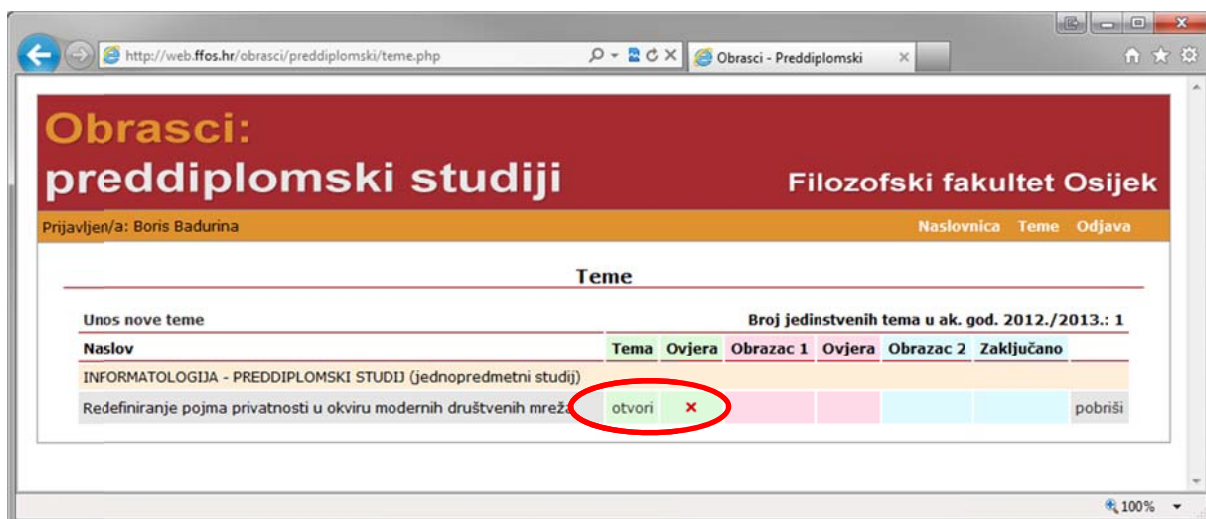 http://web.ffos.hr/obrasci/preddiplomski/teme.php
Obrasci - Preddiplomski
Obrasci:
preddiplomski studiji
Filozofski fakultet Osijek
Prijavljen/a: Boris Badurina
Naslovnica Teme Odjava
Teme
Unos nove teme
Broj jedinstvenih tema u ak. god. 2012./2013.: 1
Naslov Tema Ovjera Obrazac 1 Ovjera Obrazac 2 Zaključano
INFORMATOLOGIJA - PREDDIPLOMSKI STUDIJ (jednopredmetni studij)
Redefiniranje pojma privatnosti u okviru modernih društvenih mreža otvori pobriši
100%